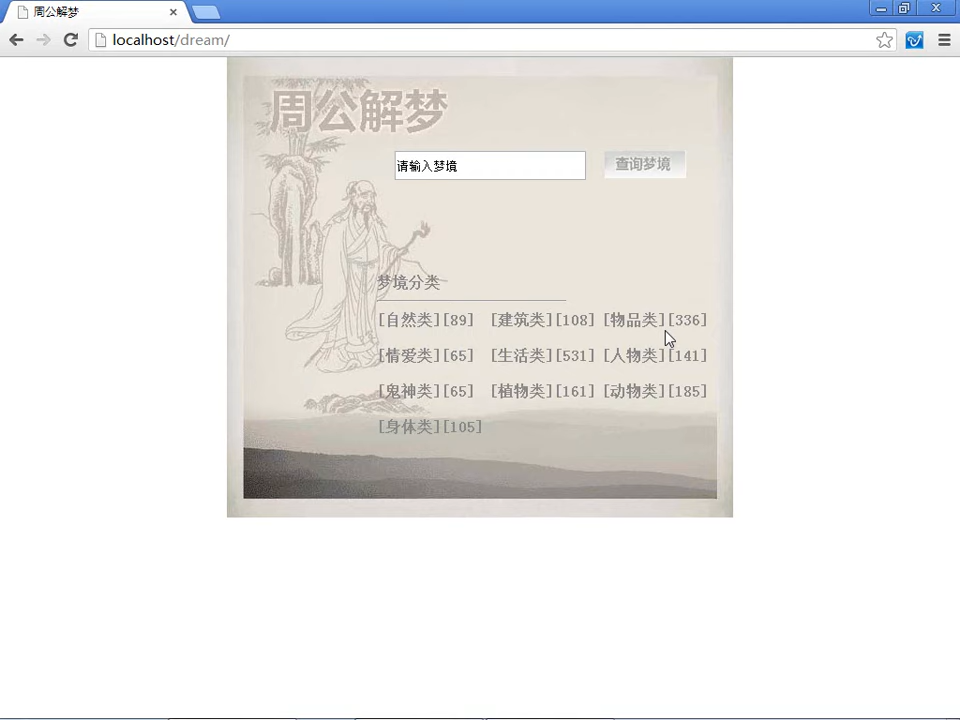 周公解梦
localhost/dream/
周公解梦
请输入梦境 查询梦境
梦境分类
[自然类][89] [建筑类][108] [物品类][336]
[情爱类][65] [生活类][531] [人物类][141]
[鬼神类][65] [植物类][161] [动物类][185]
[身体类][105]